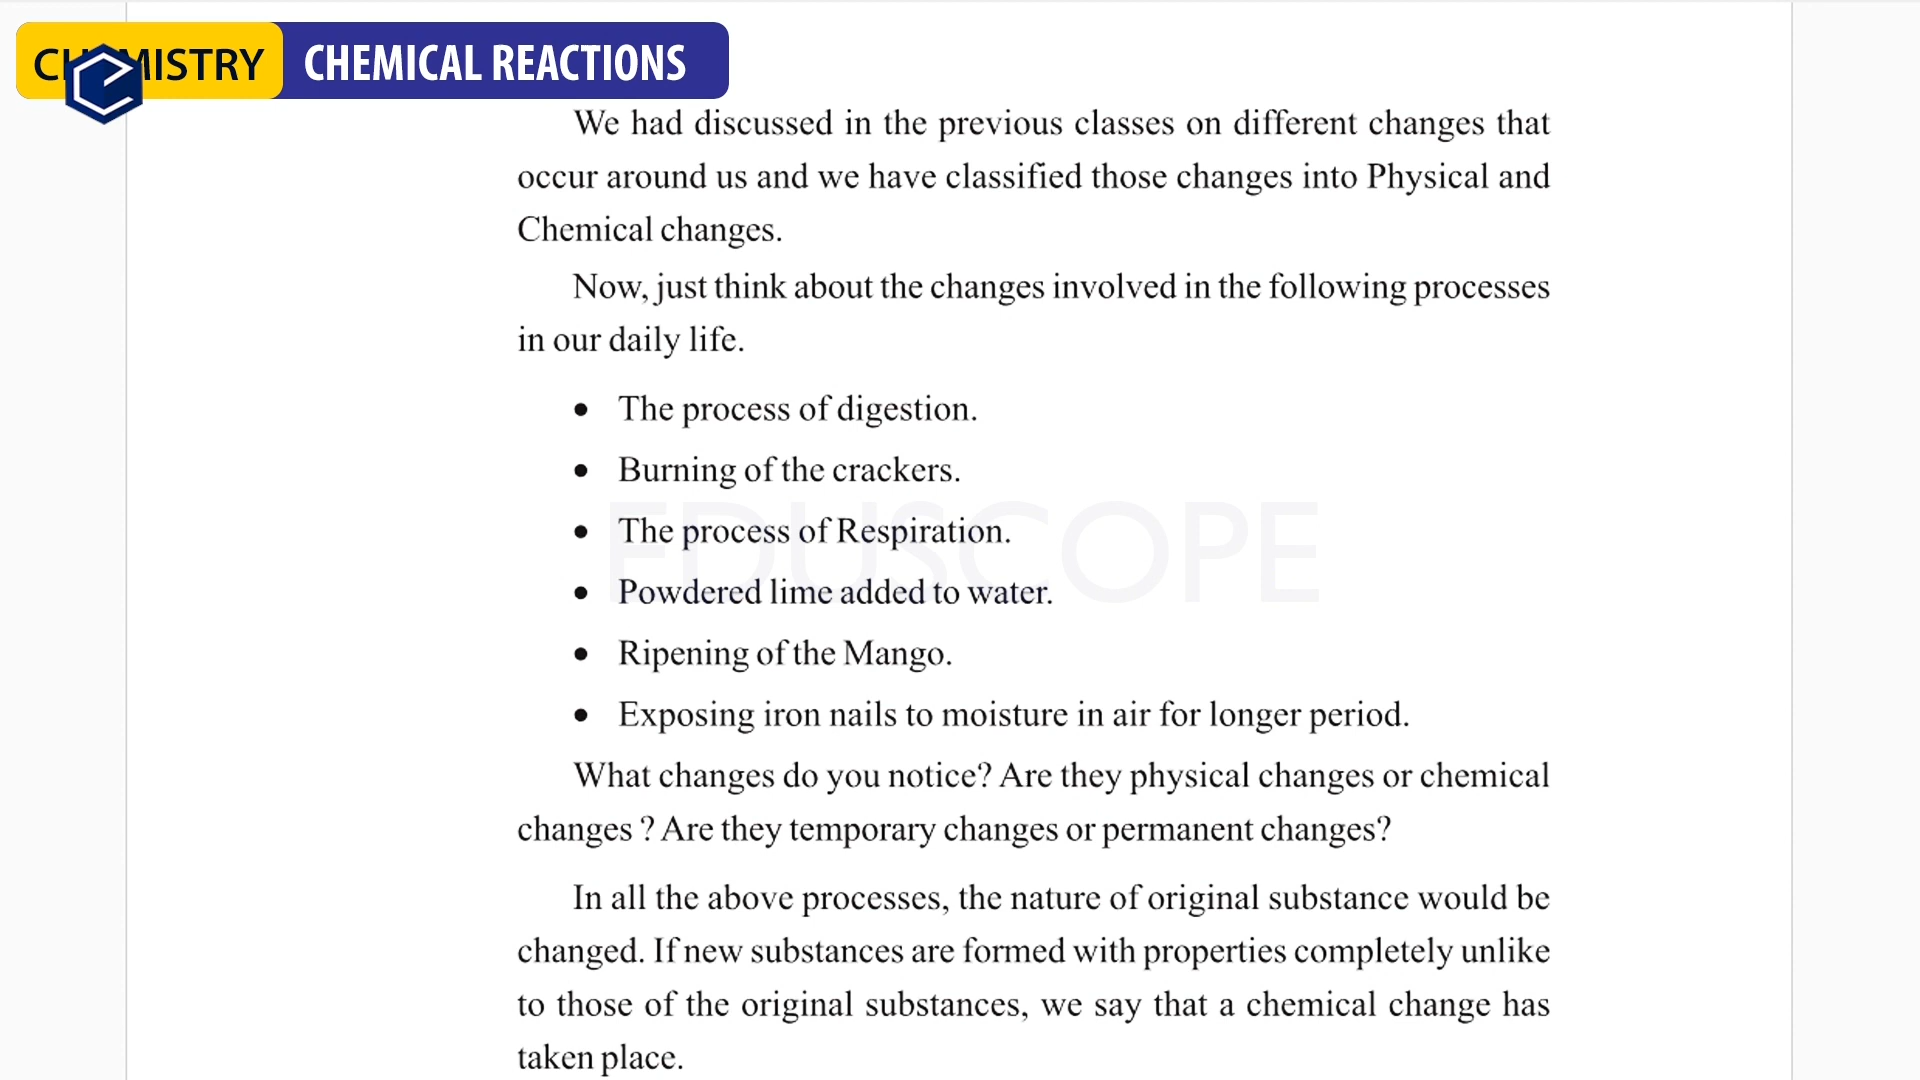 CHEMISTRY CHEMICAL REACTIONS
We had discussed in the previous classes on different changes that
occur around us and we have classified those changes into Physical and
Chemical changes.
Now, just think about the changes involved in the following processes
in our daily life.
• The process of digestion.
• Burning of the crackers.
• The process of Respiration.
• Powdered lime added to water.
• Ripening of the Mango.
• Exposing iron nails to moisture in air for longer period.
What changes do you notice? Are they physical changes or chemical
changes ? Are they temporary changes or permanent changes?
In all the above processes, the nature of original substance would be
changed. If new substances are formed with properties completely unlike
to those of the original substances, we say that a chemical change has
taken place.
EDUSCOPE